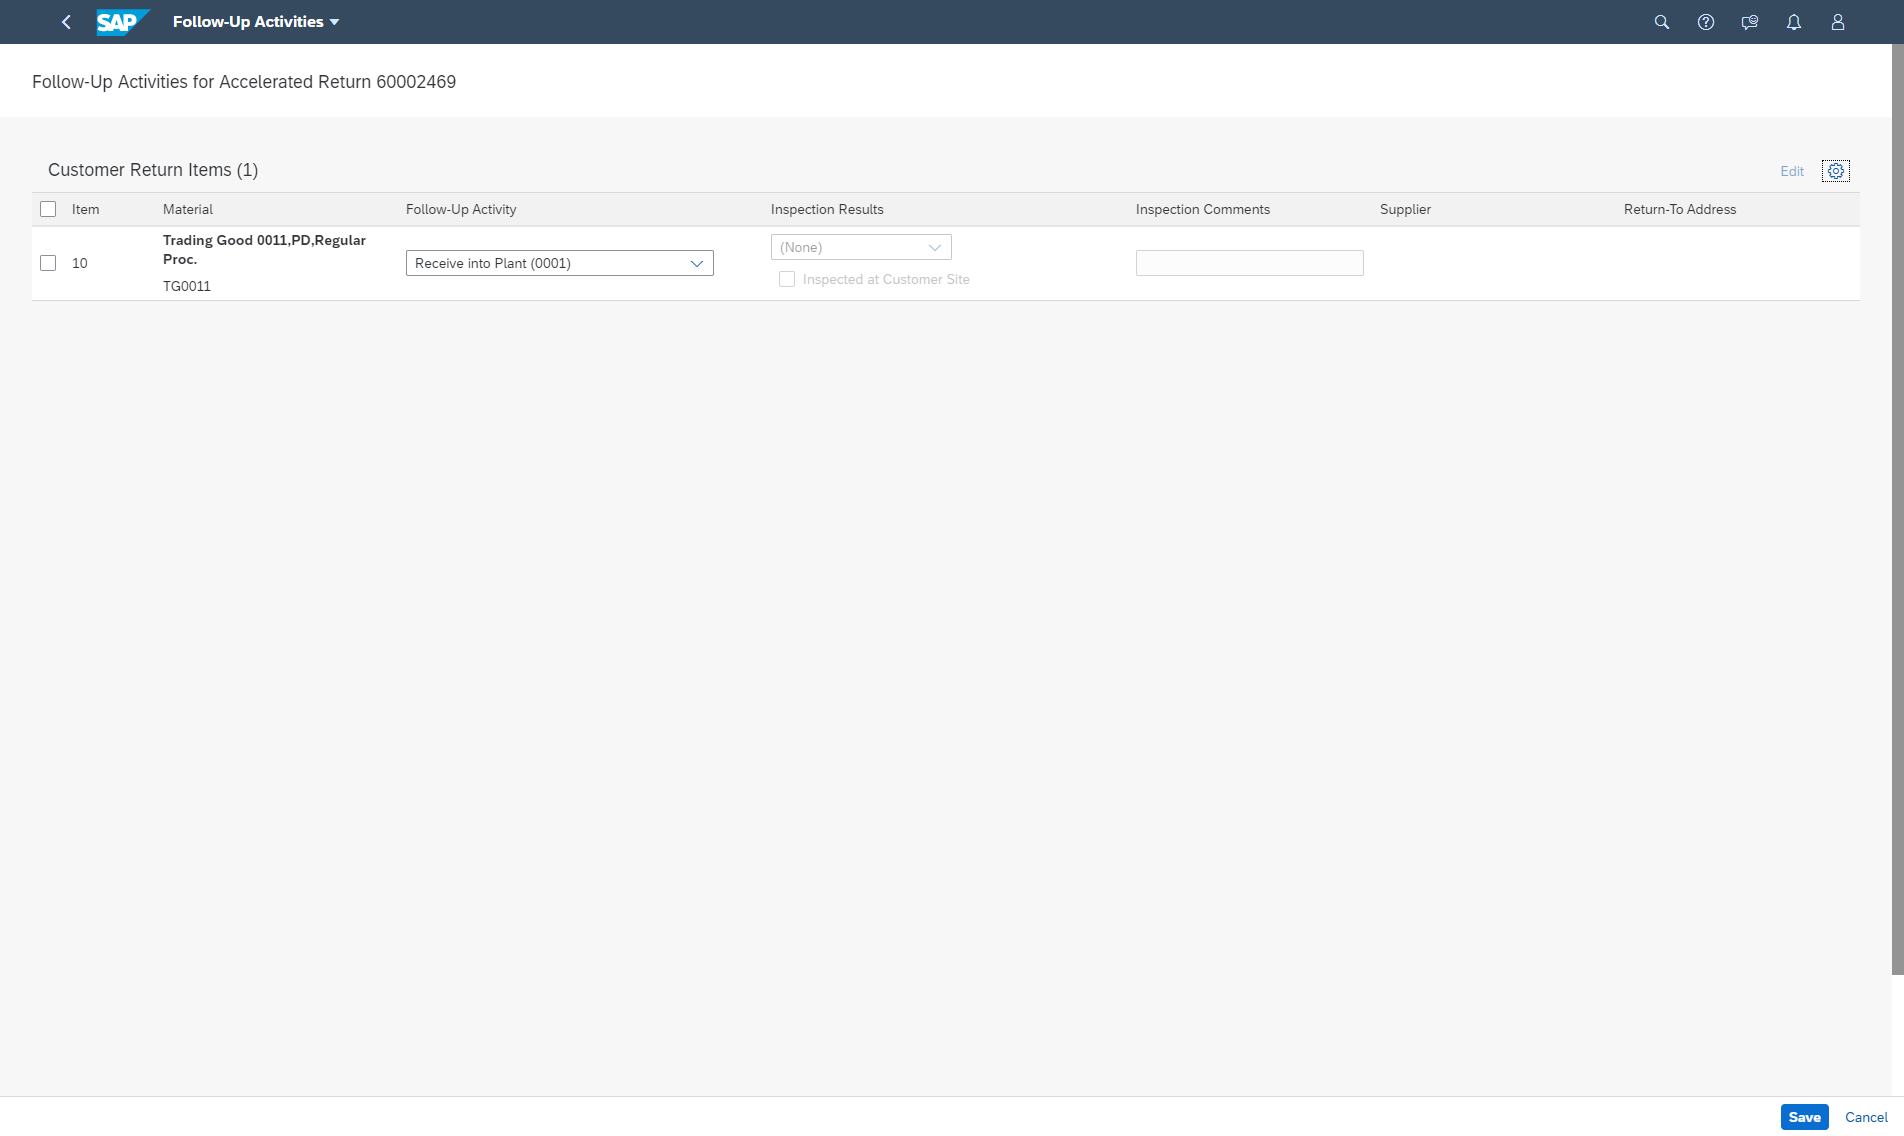 SAP
Follow-Up Activities
Follow-Up Activities for Accelerated Return 60002469
Customer Return Items (1)
Edit
Item Material Follow-Up Activity Inspection Results Inspection Comments Supplier Return-To Address
10
Trading Good 0011,PD,Regular
Proc.
TG0011
Receive into Plant (0001)
(None)
Inspected at Customer Site
Save Cancel